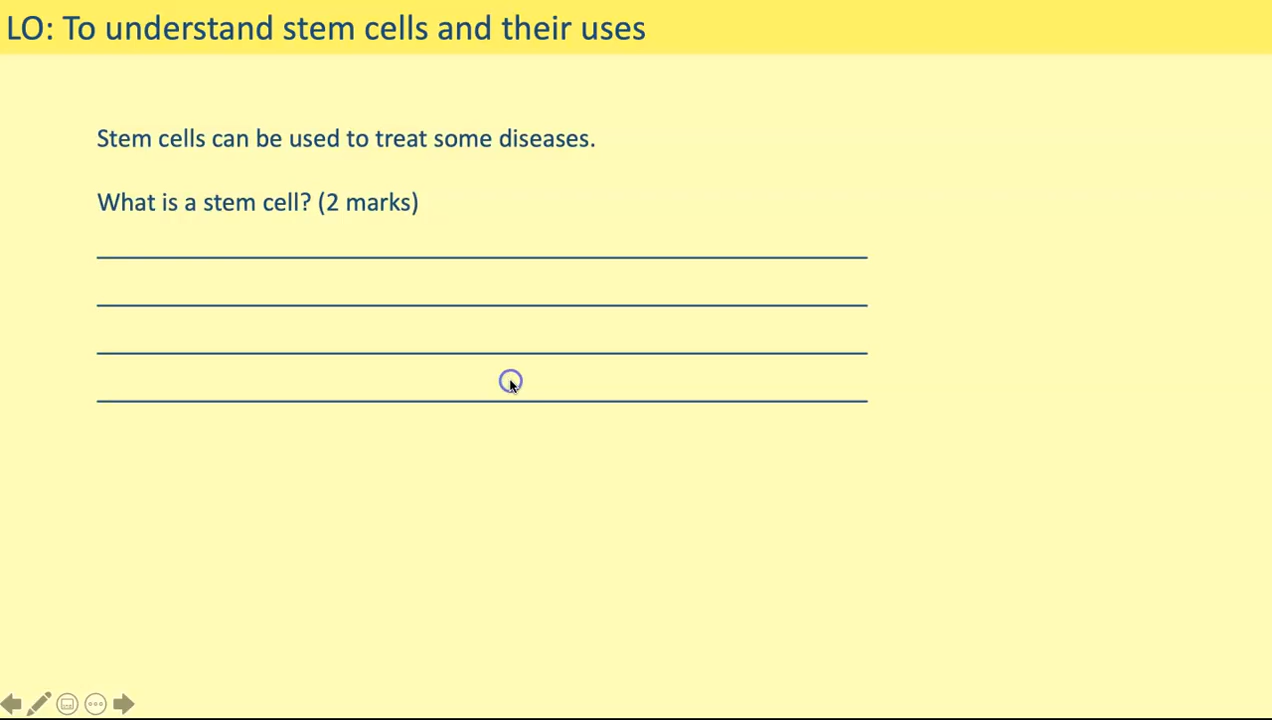 LO: To understand stem cells and their uses
Stem cells can be used to treat some diseases.
What is a stem cell? (2 marks)